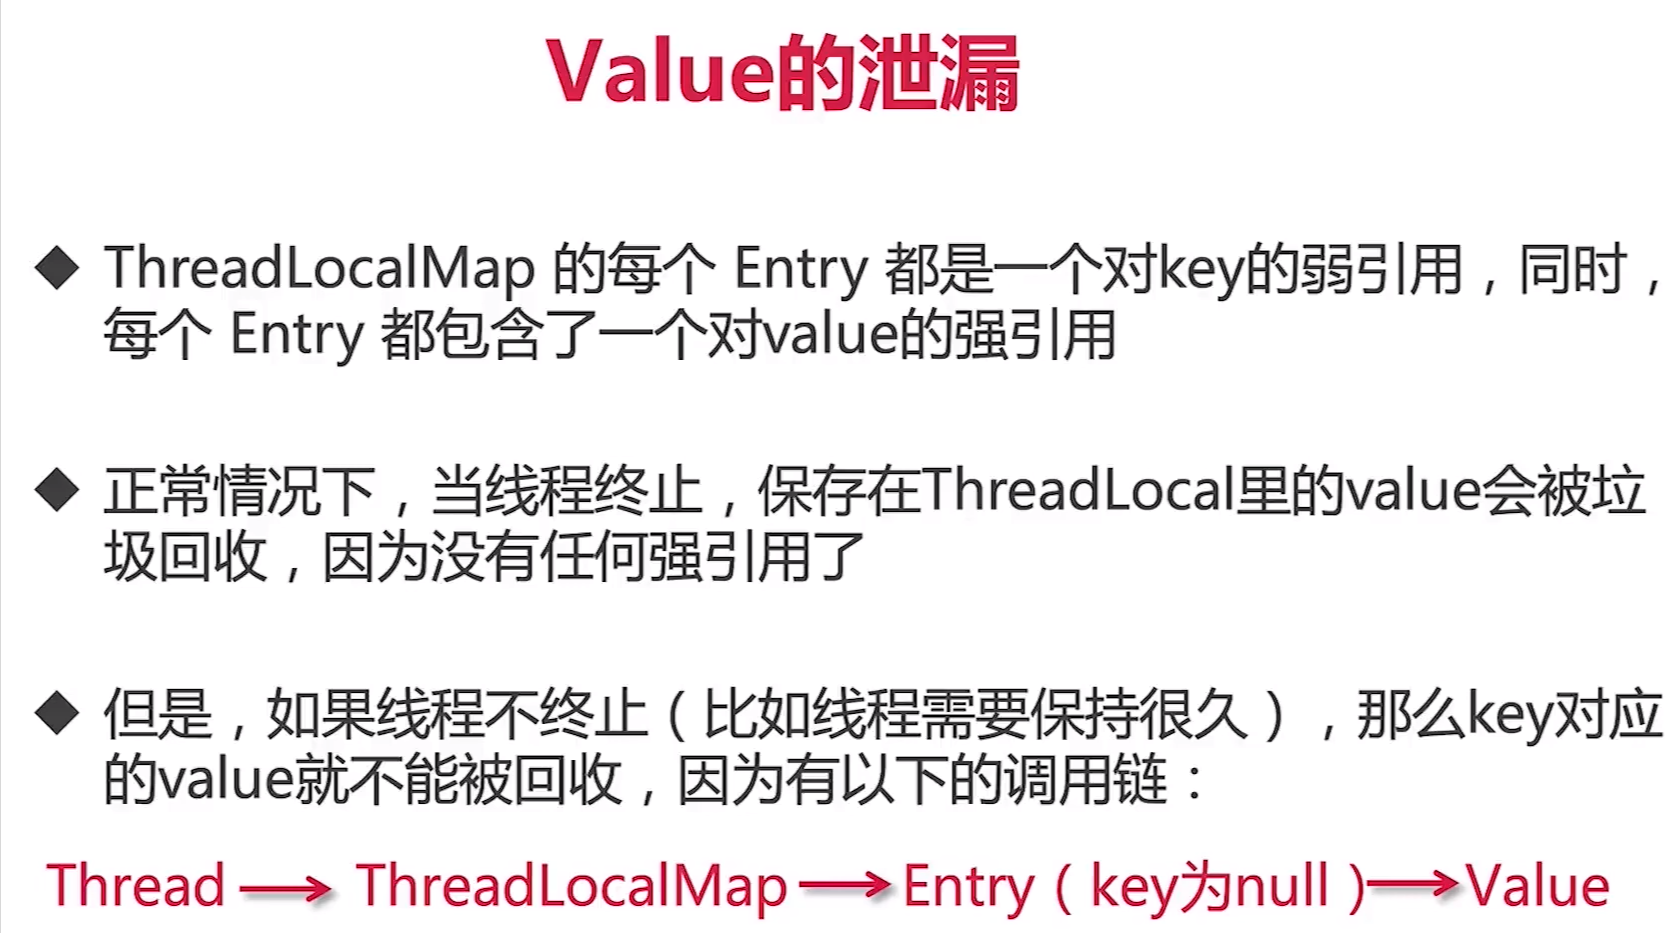 Value的泄漏
ThreadLocalMap 的每个 Entry 都是一个对key的弱引用，同时，
每个 Entry 都包含了一个对value的强引用
正常情况下，当线程终止，保存在ThreadLocal里的value会被垃
圾回收，因为没有任何强引用了
但是，如果线程不终止（比如线程需要保持很久），那么key对应
的value就不能被回收，因为有以下的调用链：
Thread → ThreadLocalMap → Entry（key为null）→ Value